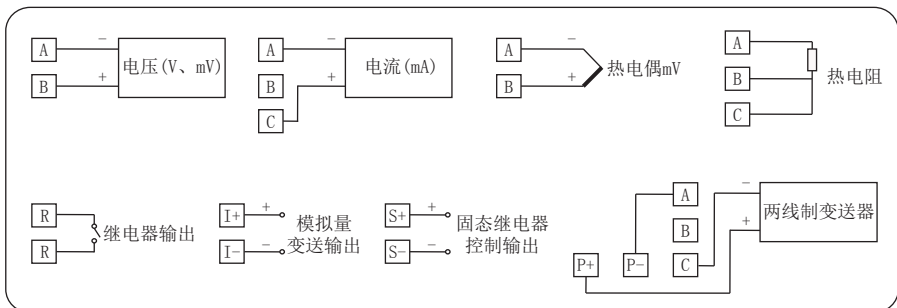 A
−
电压(V、mV)
B
+
A
−
电流(mA)
B
+
C
A
−
热电偶mV
B
+
A
B
热电阻
C
R
继电器输出
R
I+
+
模拟量
变送输出
I−
−
S+
+
固态继电器
控制输出
S−
−
A
−
两线制变送器
B
+
P+
P−
C